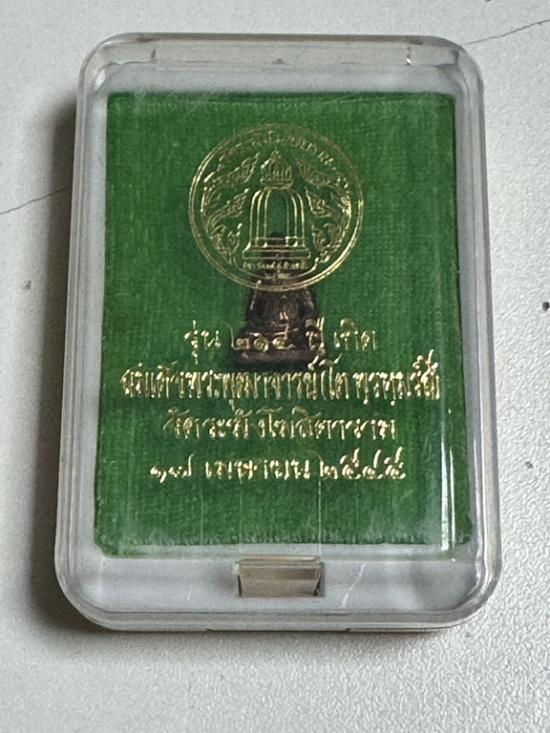 รุ่น ๒๑๔ ปี เกิด
สมเด็จพระพุฒาจารย์(โต พฺรหฺมรํสี)
วัดระฆังโฆสิตาราม
๑๗ เมษายน ๒๕๔๕